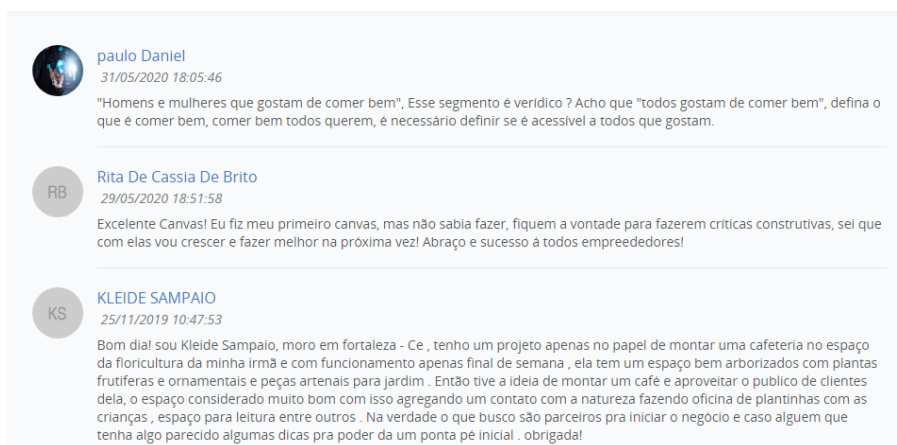 paulo Daniel
31/05/2020 18:05:46
"Homens e mulheres que gostam de comer bem", Esse segmento é verídico ? Acho que "todos gostam de comer bem", defina o
que é comer bem, comer bem todos querem, é necessário definir se é acessível a todos que gostam.
RB
Rita De Cassia De Brito
29/05/2020 18:51:58
Excelente Canvas! Eu fiz meu primeiro canvas, mas não sabia fazer, fiquem a vontade para fazerem críticas construtivas, sei que
com elas vou crescer e fazer melhor na próxima vez! Abraço e sucesso á todos empreededores!
KS
KLEIDE SAMPAIO
25/11/2019 10:47:53
Bom dia! sou Kleide Sampaio, moro em fortaleza - Ce , tenho um projeto apenas no papel de montar uma cafeteria no espaço
da floricultura da minha irmã e com funcionamento apenas final de semana , ela tem um espaço bem arborizados com plantas
frutiferas e ornamentais e peças artenais para jardim . Então tive a ideia de montar um café e aproveitar o publico de clientes
dela, o espaço considerado muito bom com isso agregando um contato com a natureza fazendo oficina de plantinhas com as
crianças , espaço para leitura entre outros . Na verdade o que busco são parceiros pra iniciar o negócio e caso alguem que
tenha algo parecido algumas dicas pra poder da um ponta pé inicial . obrigada!